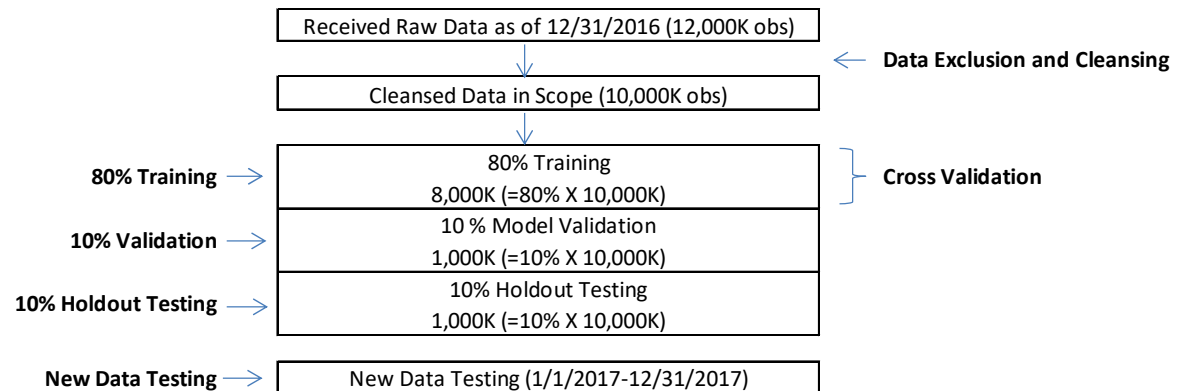 Received Raw Data as of 12/31/2016 (12,000K obs)
Data Exclusion and Cleansing
Cleansed Data in Scope (10,000K obs)
80% Training
80% Training
8,000K (=80% X 10,000K)
Cross Validation
10% Validation
10 % Model Validation
1,000K (=10% X 10,000K)
10% Holdout Testing
10% Holdout Testing
1,000K (=10% X 10,000K)
New Data Testing
New Data Testing (1/1/2017-12/31/2017)